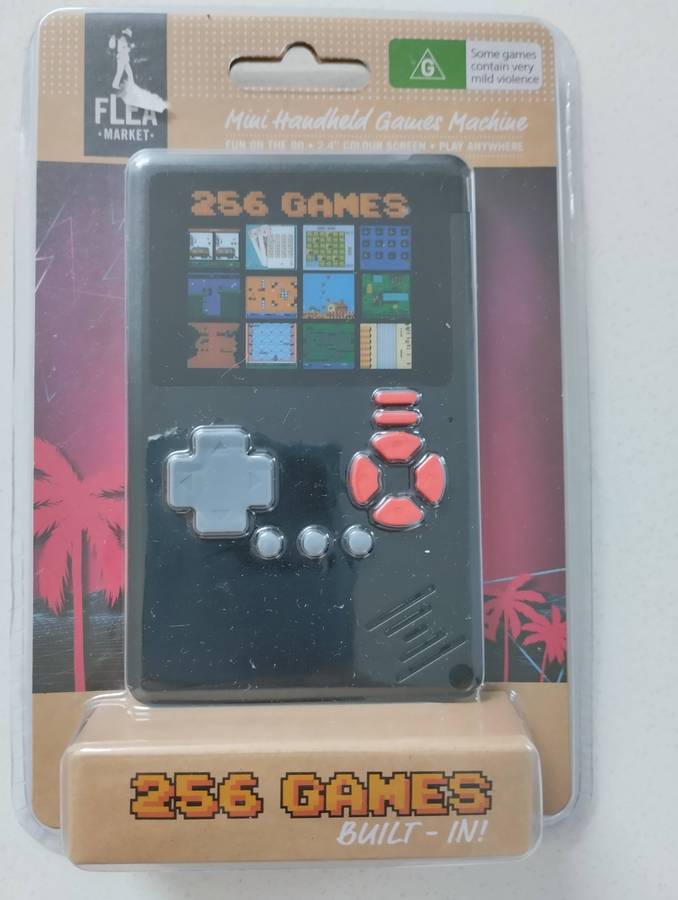 FLEA
• MARKET •
G
Some games
contain very
mild violence
Mini Handheld Games Machine
FUN ON THE GO • 2.4" COLOUR SCREEN • PLAY ANYWHERE
256 GAMES
256 GAMES
BUILT - IN!